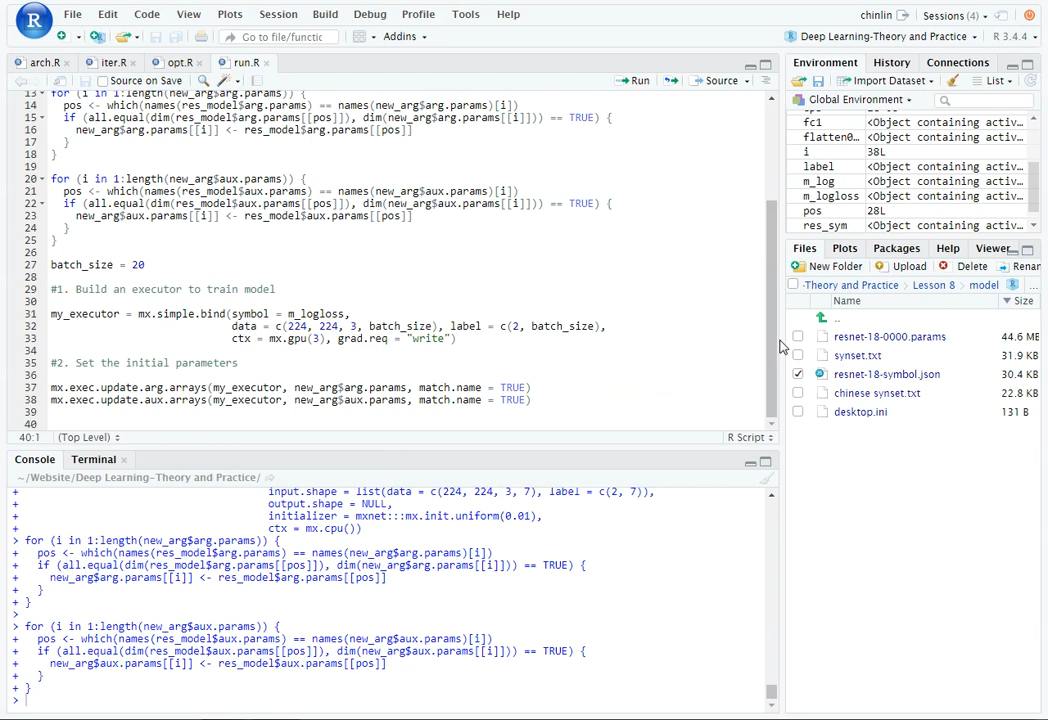 R
File Edit Code View Plots Session Build Debug Profile Tools Help
chinlin Sessions (4)
Go to file/functic Addins
Deep Learning-Theory and Practice R 3.4.4
arch.R × iter.R × opt.R × run.R ×
Source on Save Run Source
13 for (i in 1:length(new_arg$arg.params)) {
14 pos <- which(names(res_model$arg.params) == names(new_arg$arg.params)[i])
15 if (all.equal(dim(res_model$arg.params[[pos]]), dim(new_arg$arg.params[[i]])) == TRUE) {
16 new_arg$arg.params[[i]] <- res_model$arg.params[[pos]]
17 }
18 }
19
20 for (i in 1:length(new_arg$aux.params)) {
21 pos <- which(names(res_model$aux.params) == names(new_arg$aux.params)[i])
22 if (all.equal(dim(res_model$aux.params[[pos]]), dim(new_arg$aux.params[[i]])) == TRUE) {
23 new_arg$aux.params[[i]] <- res_model$aux.params[[pos]]
24 }
25 }
26
27 batch_size = 20
28
29 #1. Build an executor to train model
30
31 my_executor = mx.simple.bind(symbol = m_logloss,
32 data = c(224, 224, 3, batch_size), label = c(2, batch_size),
33 ctx = mx.gpu(3), grad.req = "write")
34
35 #2. Set the initial parameters
36
37 mx.exec.update.arg.arrays(my_executor, new_arg$arg.params, match.name = TRUE)
38 mx.exec.update.aux.arrays(my_executor, new_arg$aux.params, match.name = TRUE)
39
40
40:1 (Top Level) R Script
Console Terminal ×
~/Website/Deep Learning-Theory and Practice/
+ input.shape = list(data = c(224, 224, 3, 7), label = c(2, 7)),
+ output.shape = NULL,
+ initializer = mxnet:::mx.init.uniform(0.01),
+ ctx = mx.cpu())
> for (i in 1:length(new_arg$arg.params)) {
+ pos <- which(names(res_model$arg.params) == names(new_arg$arg.params)[i])
+ if (all.equal(dim(res_model$arg.params[[pos]]), dim(new_arg$arg.params[[i]])) == TRUE) {
+ new_arg$arg.params[[i]] <- res_model$arg.params[[pos]]
+ }
+ }
>
> for (i in 1:length(new_arg$aux.params)) {
+ pos <- which(names(res_model$aux.params) == names(new_arg$aux.params)[i])
+ if (all.equal(dim(res_model$aux.params[[pos]]), dim(new_arg$aux.params[[i]])) == TRUE) {
+ new_arg$aux.params[[i]] <- res_model$aux.params[[pos]]
+ }
+ }
>
Environment History Connections
Import Dataset List
Global Environment
fc1 <Object containing activ…
flatten0… <Object containing activ…
i 38L
label <Object containing activ…
m_log <Object containing activ…
m_logloss <Object containing activ…
pos 28L
res_sym <Object containing activ…
Files Plots Packages Help Viewer
New Folder Upload Delete Renar
-Theory and Practice Lesson 8 model ...
Name Size
..
resnet-18-0000.params 44.6 ME
synset.txt 31.9 KB
resnet-18-symbol.json 30.4 KB
chinese synset.txt 22.8 KB
desktop.ini 131 B